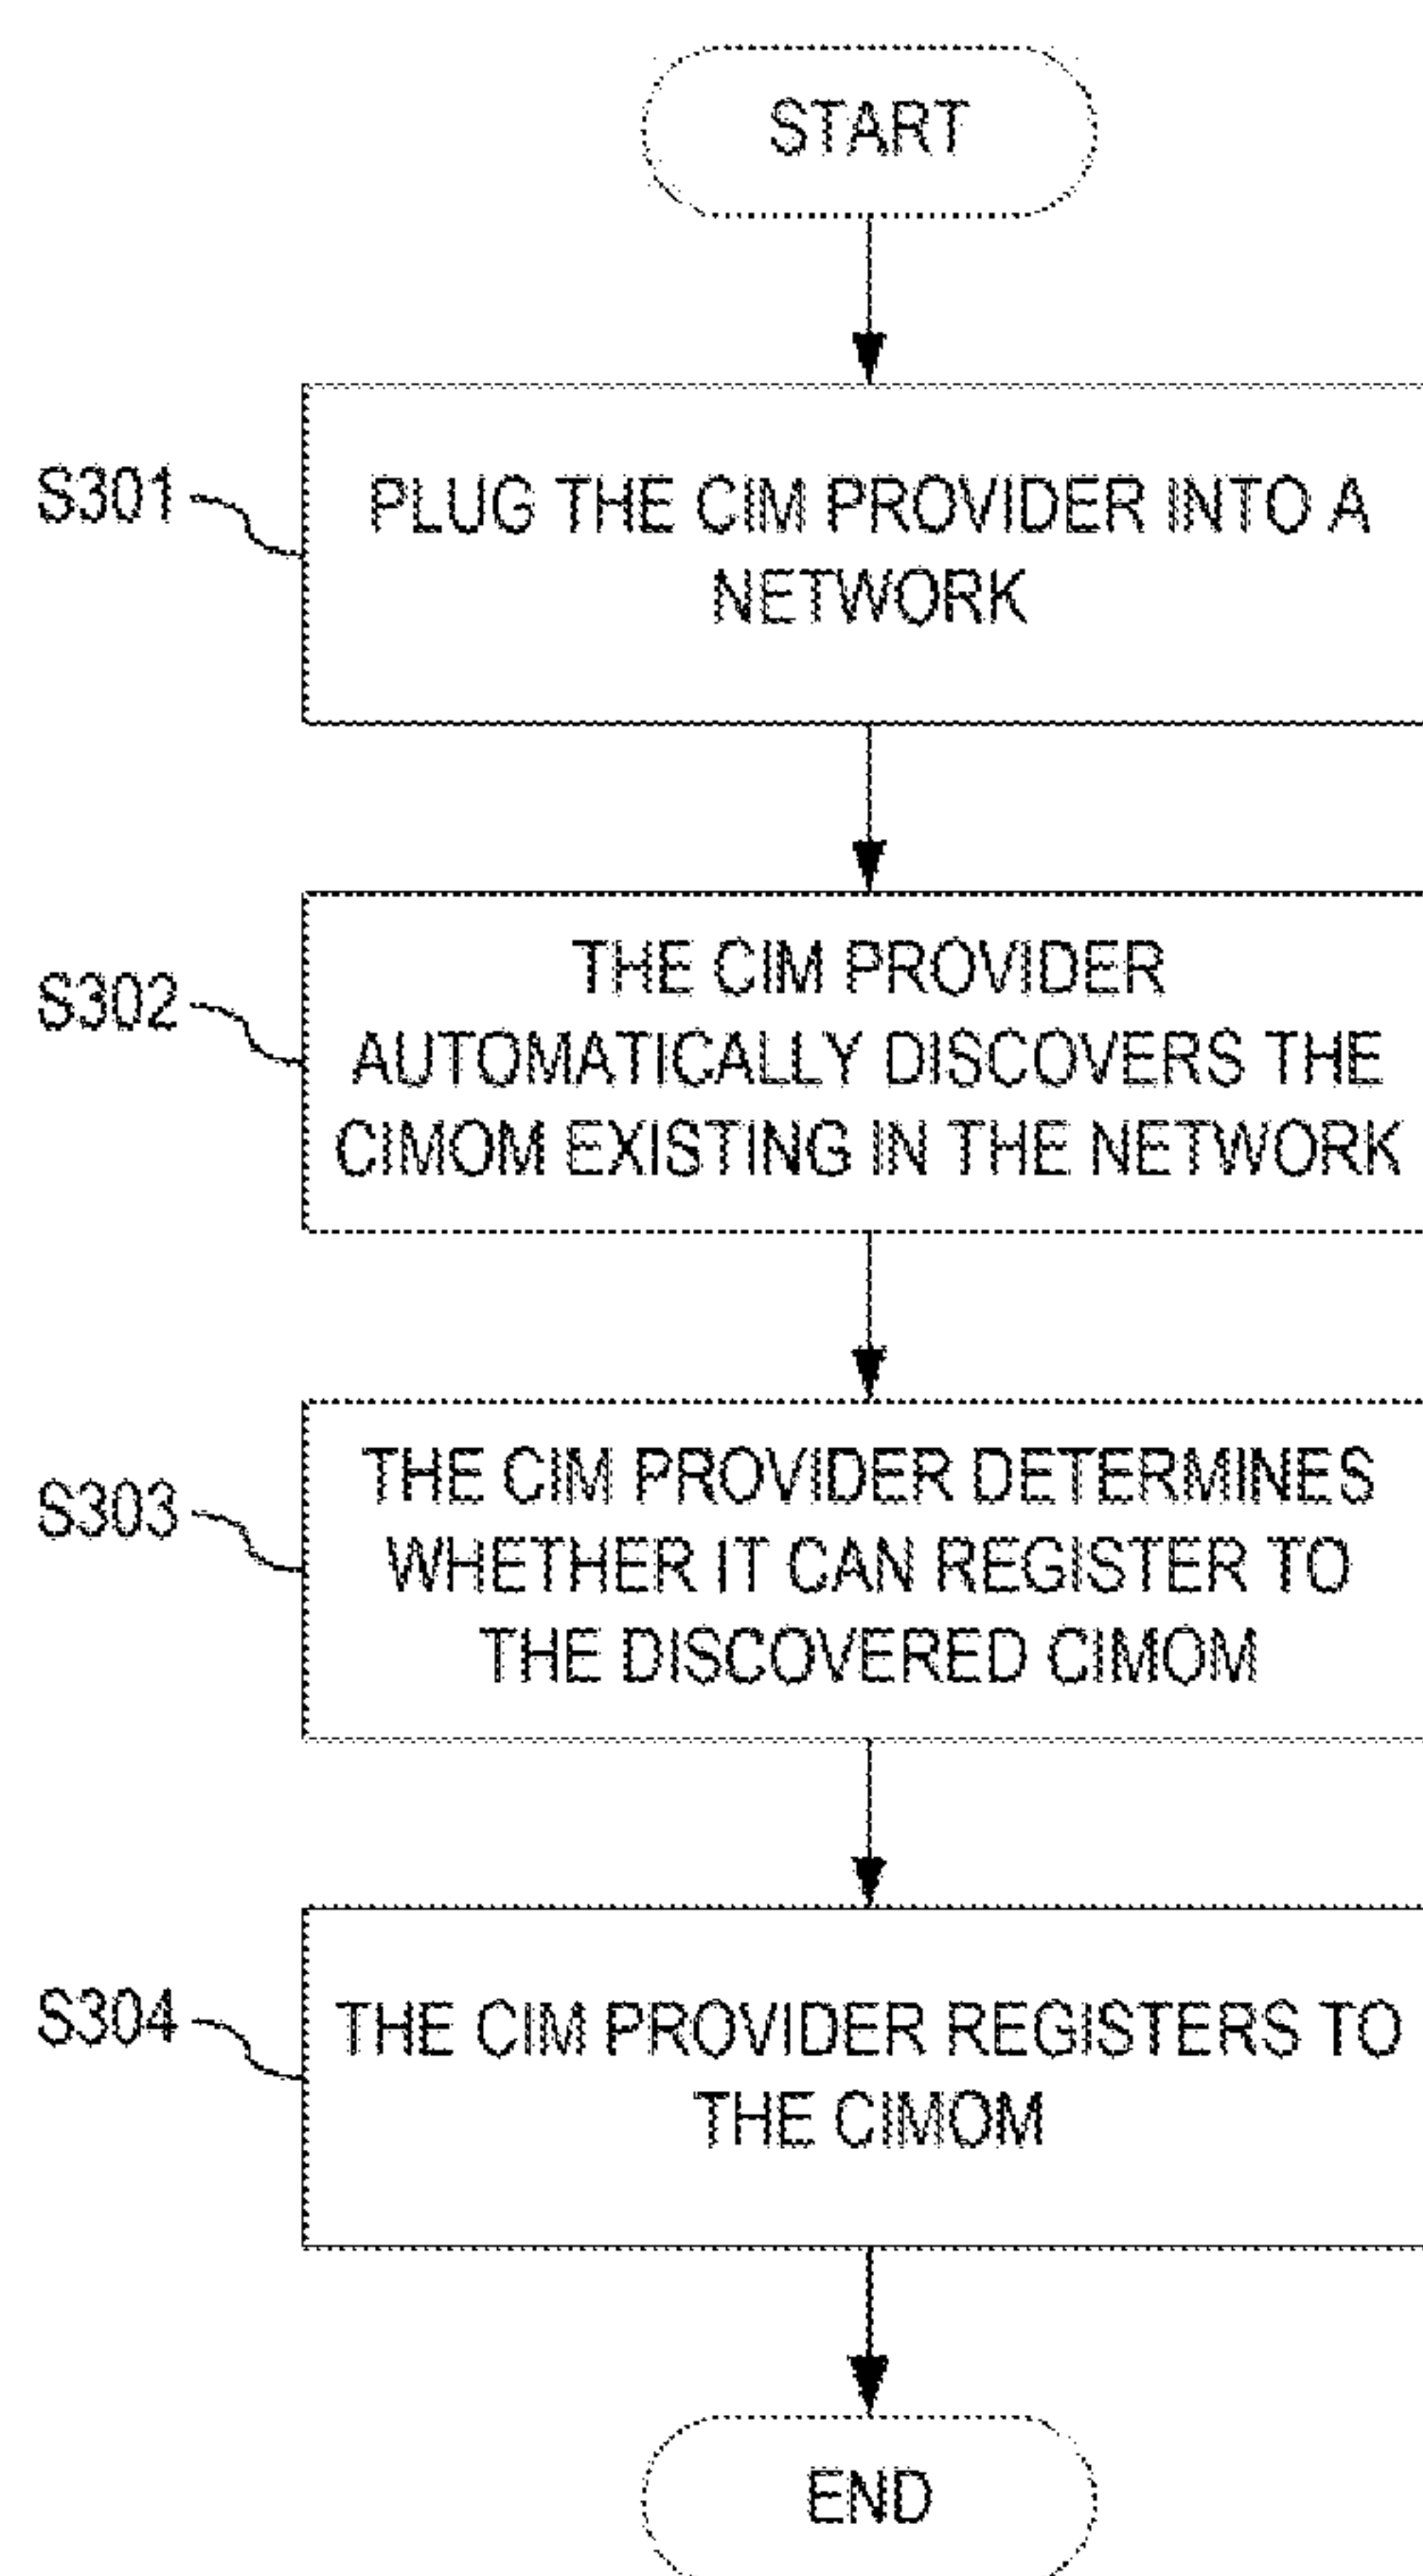 START
S301
PLUG THE CIM PROVIDER INTO A
NETWORK
S302
THE CIM PROVIDER
AUTOMATICALLY DISCOVERS THE
CIMOM EXISTING IN THE NETWORK
S303
THE CIM PROVIDER DETERMINES
WHETHER IT CAN REGISTER TO
THE DISCOVERED CIMOM
S304
THE CIM PROVIDER REGISTERS TO
THE CIMOM
END